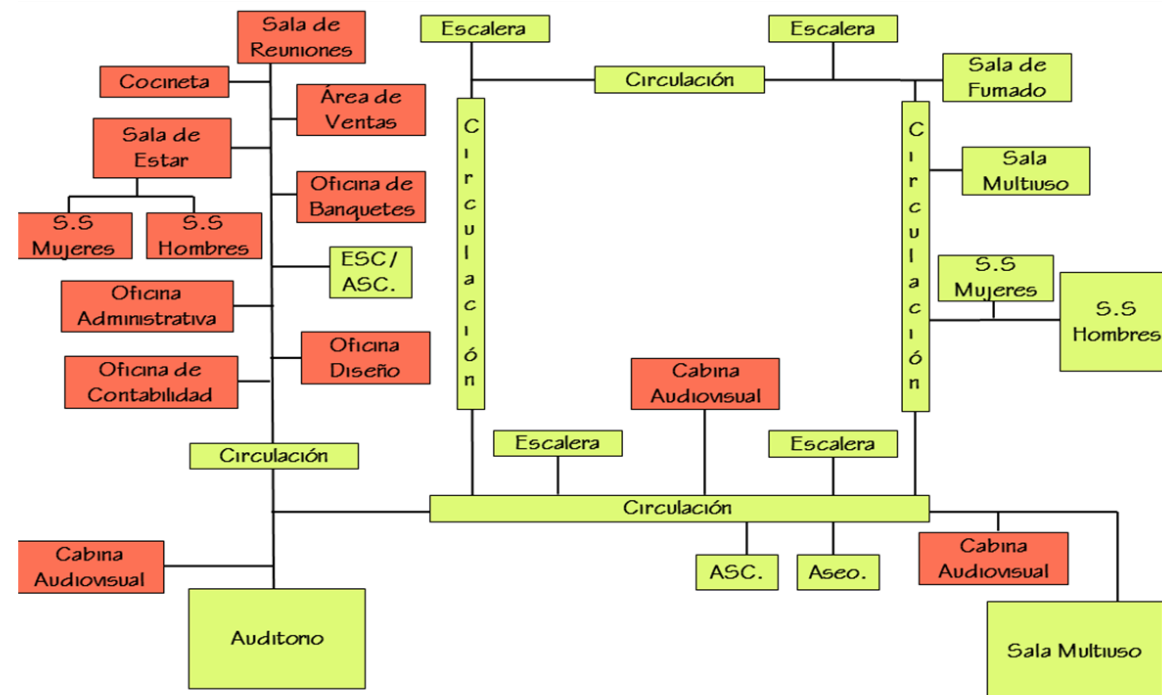 Sala de
Reuniones
Escalera
Escalera
Cocineta
Circulación
Sala de
Fumado
Área de
Ventas
Sala de
Estar
Circulación
Circulación
Sala
Multiuso
Oficina de
Banquetes
S.S
Mujeres
S.S
Hombres
ESC/
ASC.
S.S
Mujeres
S.S
Hombres
Oficina
Administrativa
Oficina
Diseño
Oficina de
Contabilidad
Cabina
Audiovisual
Circulación
Escalera
Escalera
Circulación
Cabina
Audiovisual
ASC.
Aseo.
Cabina
Audiovisual
Auditorio
Sala Multiuso